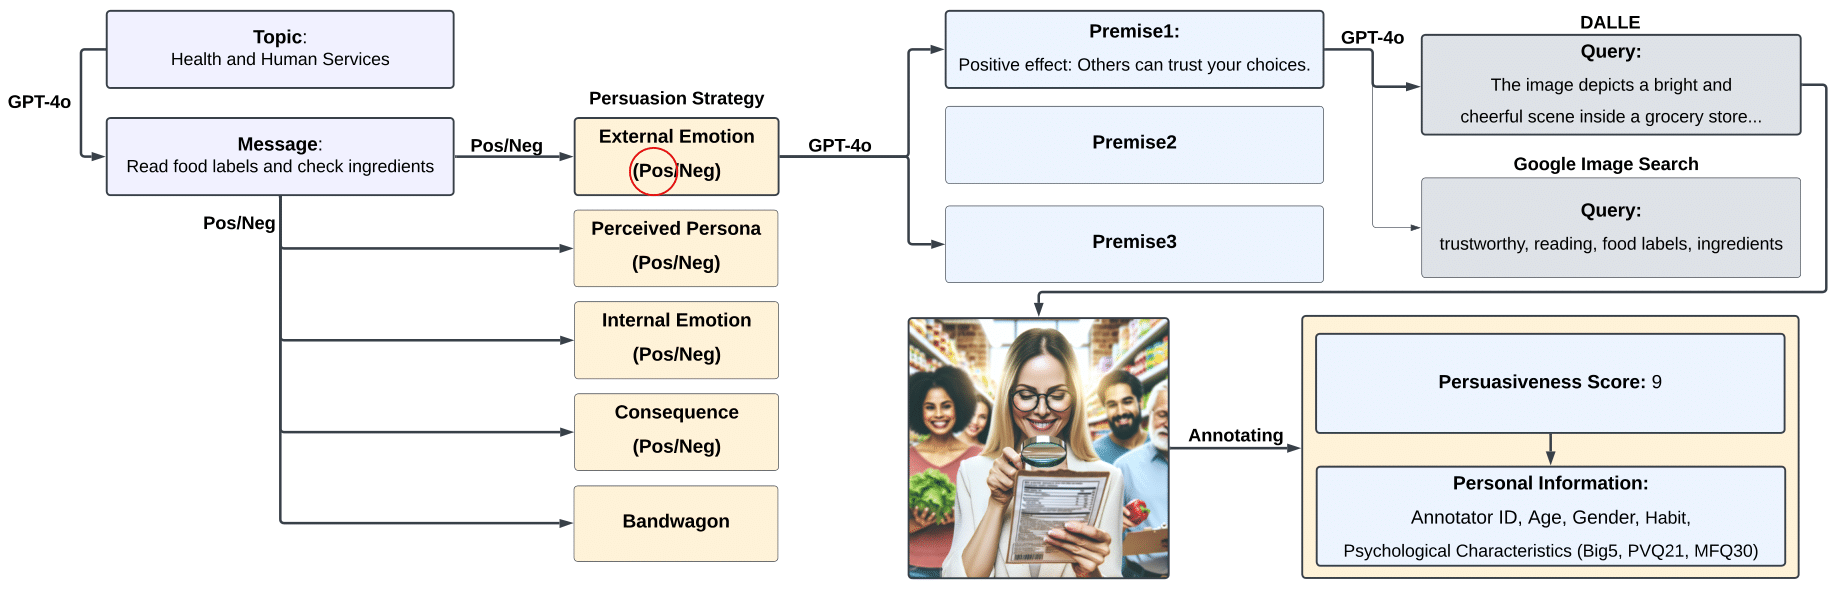 Topic:
Health and Human Services
GPT-4o
Message:
Read food labels and check ingredients
Pos/Neg
Pos/Neg
Persuasion Strategy
External Emotion
(Pos/Neg)
Perceived Persona
(Pos/Neg)
Internal Emotion
(Pos/Neg)
Consequence
(Pos/Neg)
Bandwagon
GPT-4o
Premise1:
Positive effect: Others can trust your choices.
Premise2
Premise3
GPT-4o
DALLE
Query:
The image depicts a bright and
cheerful scene inside a grocery store...
Google Image Search
Query:
trustworthy, reading, food labels, ingredients
Annotating
Persuasiveness Score: 9
Personal Information:
Annotator ID, Age, Gender, Habit,
Psychological Characteristics (Big5, PVQ21, MFQ30)